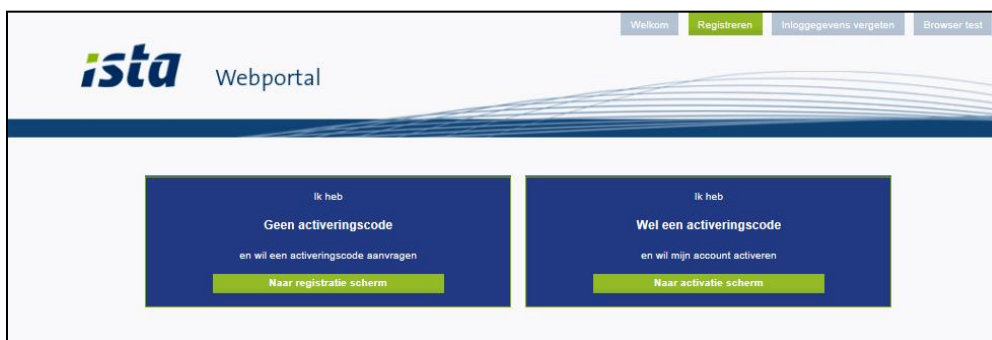 Welkom Registreren Inloggegevens vergeten Browser test
ista Webportal
Ik heb
Geen activeringscode
en wil een activeringscode aanvragen
Naar registratie scherm
Ik heb
Wel een activeringscode
en wil mijn account activeren
Naar activatie scherm